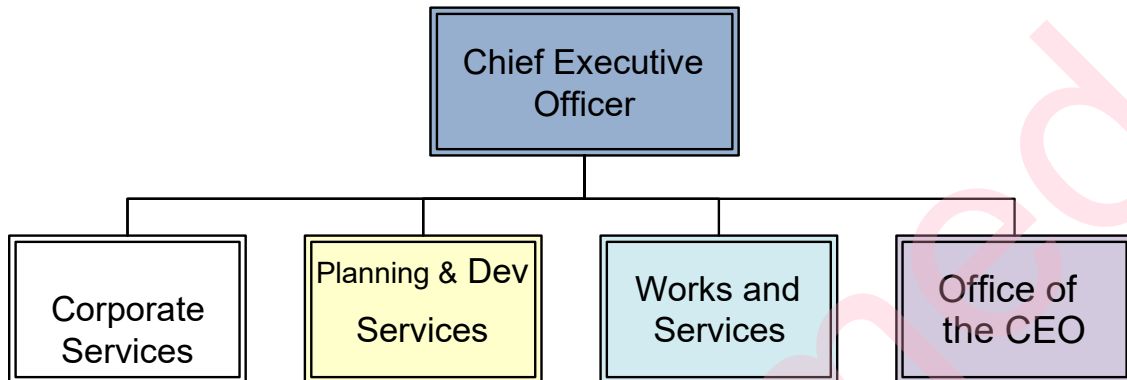 Chief Executive
Officer
Corporate
Services
Planning & Dev
Services
Works and
Services
Office of
the CEO